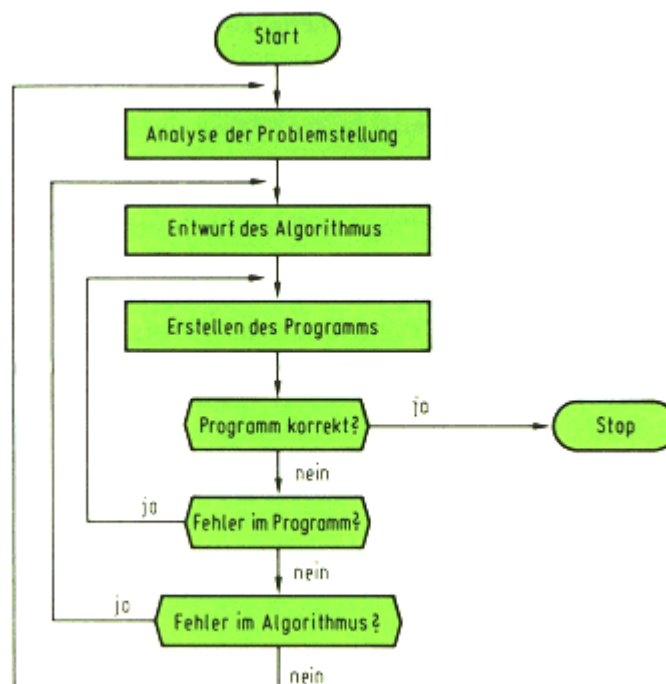 Start
Analyse der Problemstellung
Entwurf des Algorithmus
Erstellen des Programms
Programm korrekt?
ja
Stop
nein
Fehler im Programm?
ja
nein
Fehler im Algorithmus?
ja
nein